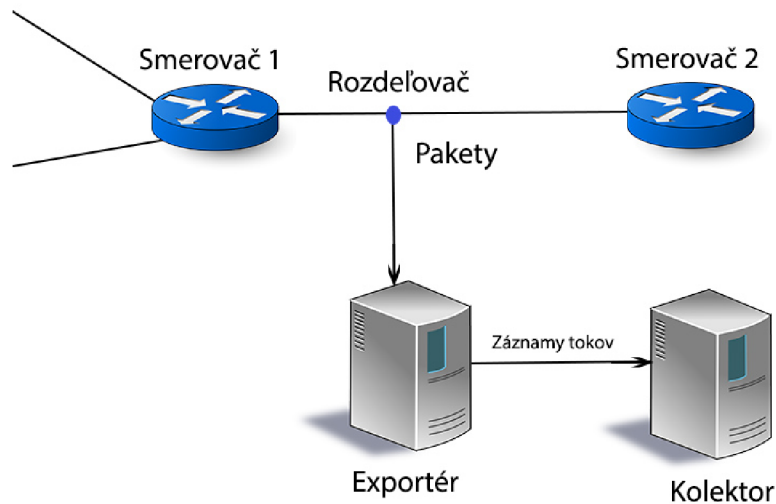 Smerovač 1
Smerovač 2
Rozdeľovač
Pakety
Záznamy tokov
Exportér
Kolektor